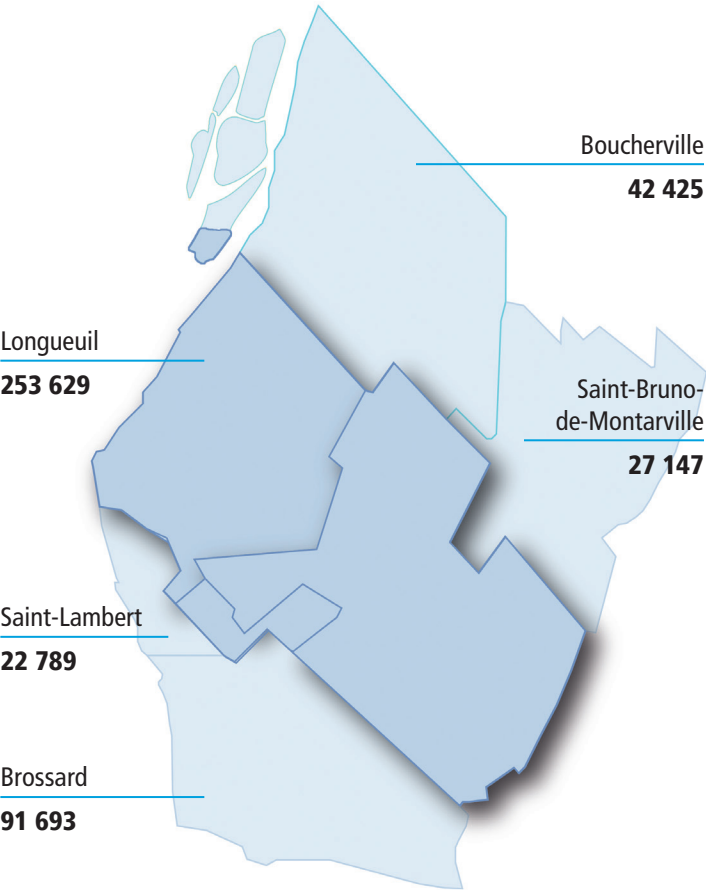 Boucherville
42 425
Longueuil
253 629
Saint-Bruno-
de-Montarville
27 147
Saint-Lambert
22 789
Brossard
91 693